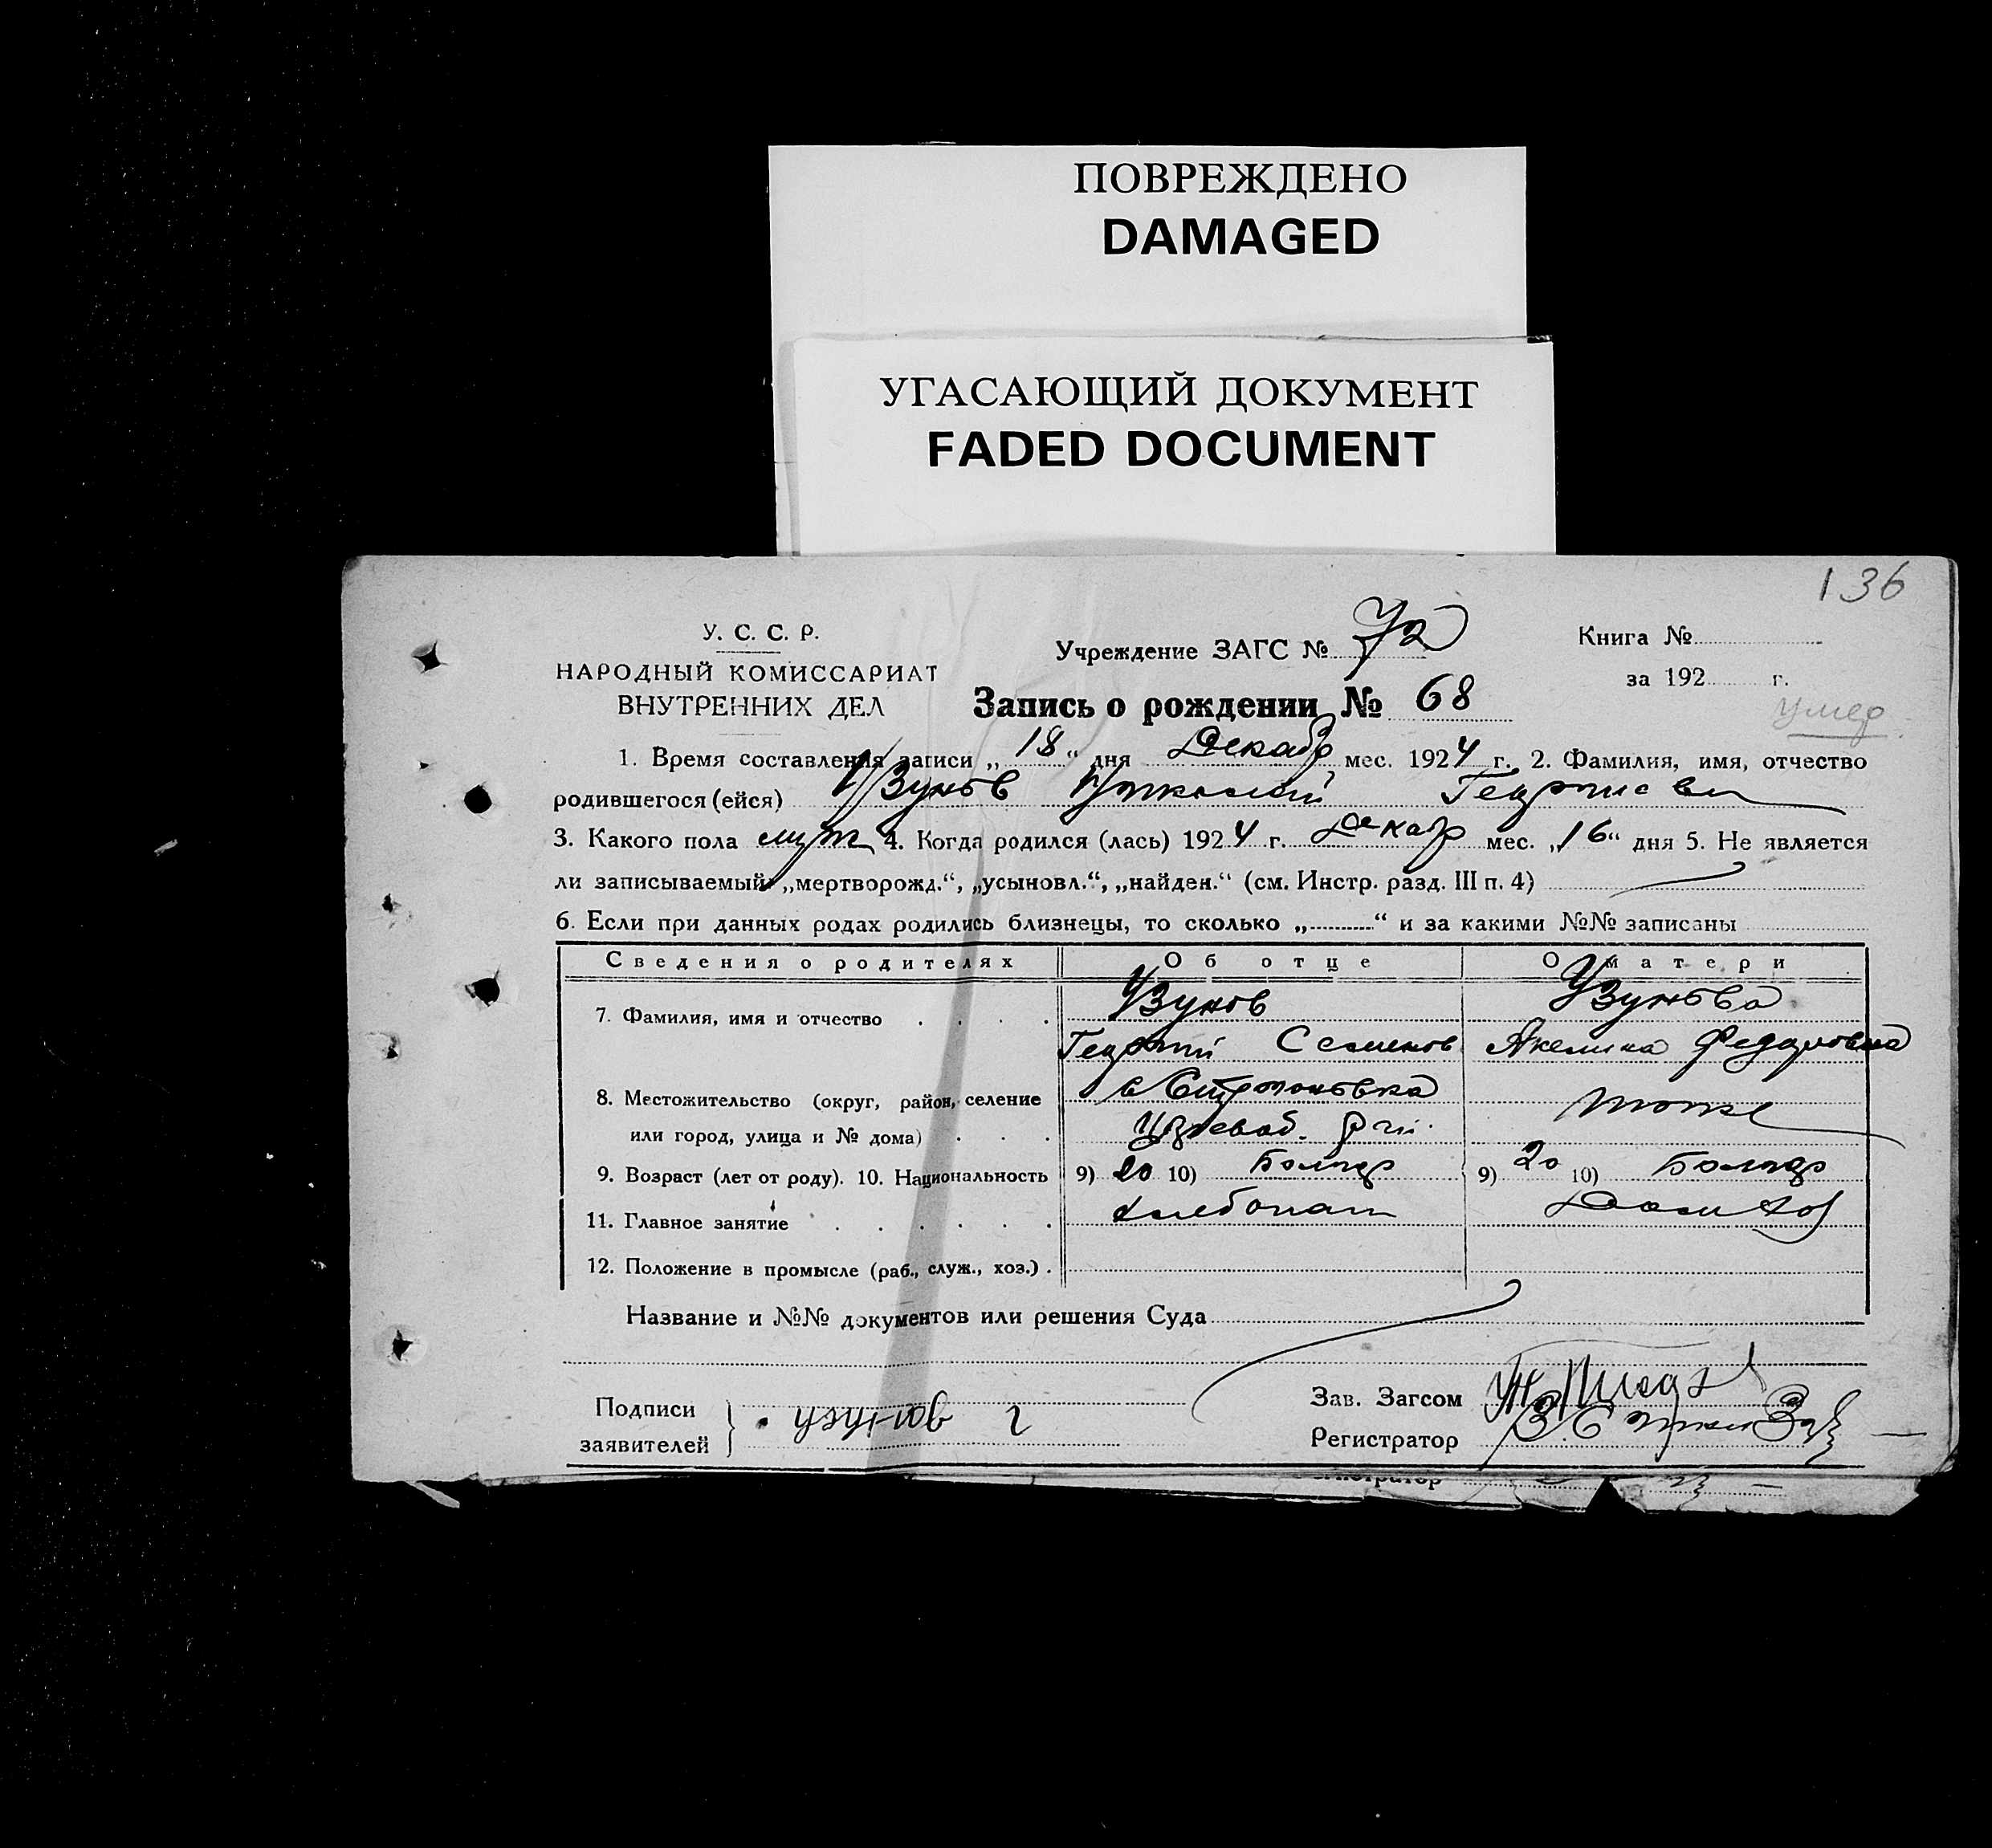 ПОВРЕЖДЕНО
DAMAGED
УГАСАЮЩИЙ ДОКУМЕНТ
FADED DOCUMENT
136
У. С. С. Р.
НАРОДНЫЙ КОМИССАРИАТ
ВНУТРЕННИХ ДЕЛ
Учреждение ЗАГС № 72
Книга №
за 192 г.
Запись о рождении № 68
умер
1. Время составления записи „ 18 “ дня Декабр мес. 1924 г. 2. Фамилия, имя, отчество
родившегося (ейся) Узунов Георгиеви
3. Какого пола муж 4. Когда родился (лась) 1924 г. Декабр мес. „16“ дня 5. Не является
ли записываемый „мертворожд.“, „усыновл.“, „найден.“ (см. Инстр. разд. III п. 4)
6. Если при данных родах родились близнецы, то сколько „ “ и за какими №№ записаны
Сведения о родителях Об отце О матери
7. Фамилия, имя и отчество Узунов Узунова
Георгий Семенов Акелина Федоровна
8. Местожительство (округ, район, селение
или город, улица и № дома)
тоже
9. Возраст (лет от роду). 10. Национальность 9) 20 10) Болгар 9) 20 10) Болгар
11. Главное занятие хлебопаш Дом хоз
12. Положение в промысле (раб., служ., хоз.)
Название и №№ документов или решения Суда
Подписи
заявителей
узунов г
Зав. Загсом
Регистратор